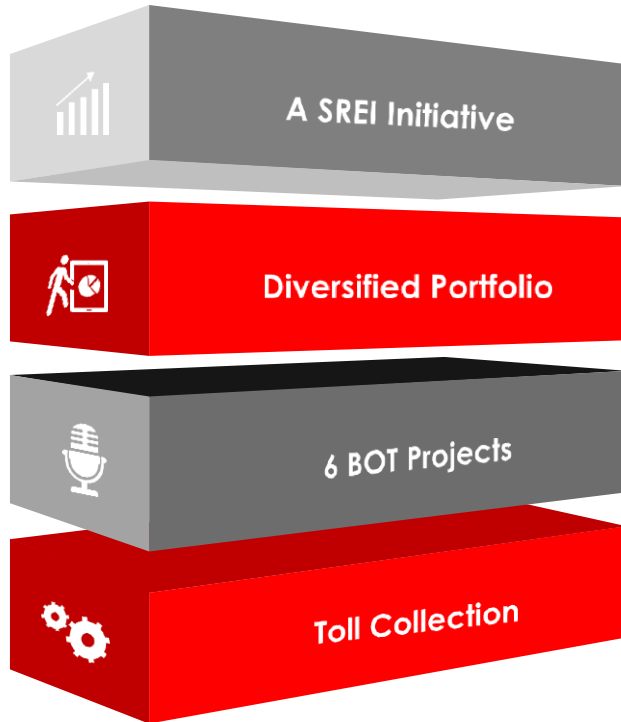 A SREI Initiative
Diversified Portfolio
6 BOT Projects
Toll Collection